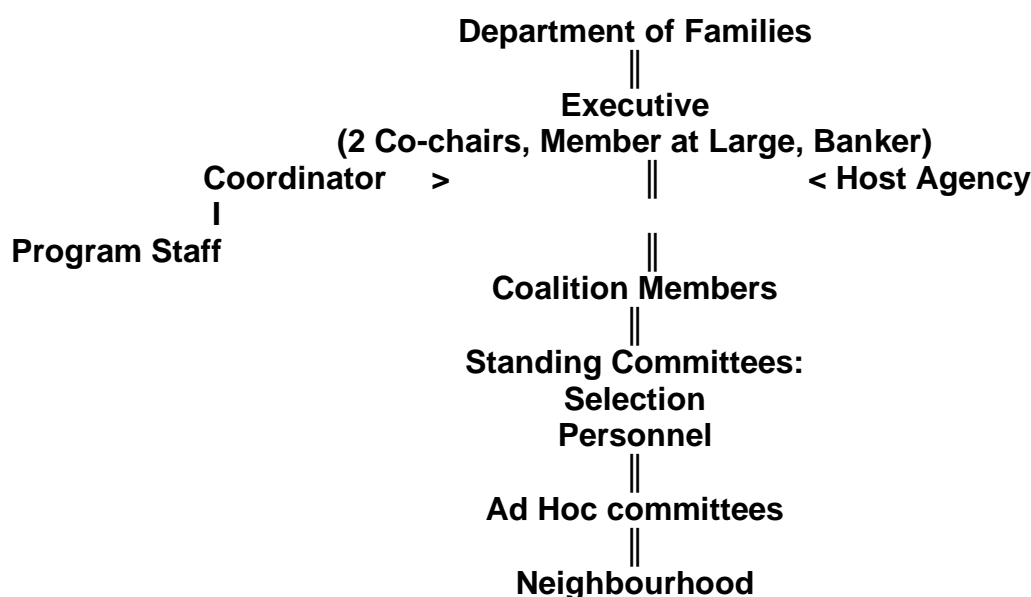 Department of Families
║
Executive
(2 Co-chairs, Member at Large, Banker)
Coordinator > ║ < Host Agency
I
Program Staff ║
Coalition Members
║
Standing Committees:
Selection
Personnel
║
Ad Hoc committees
║
Neighbourhood